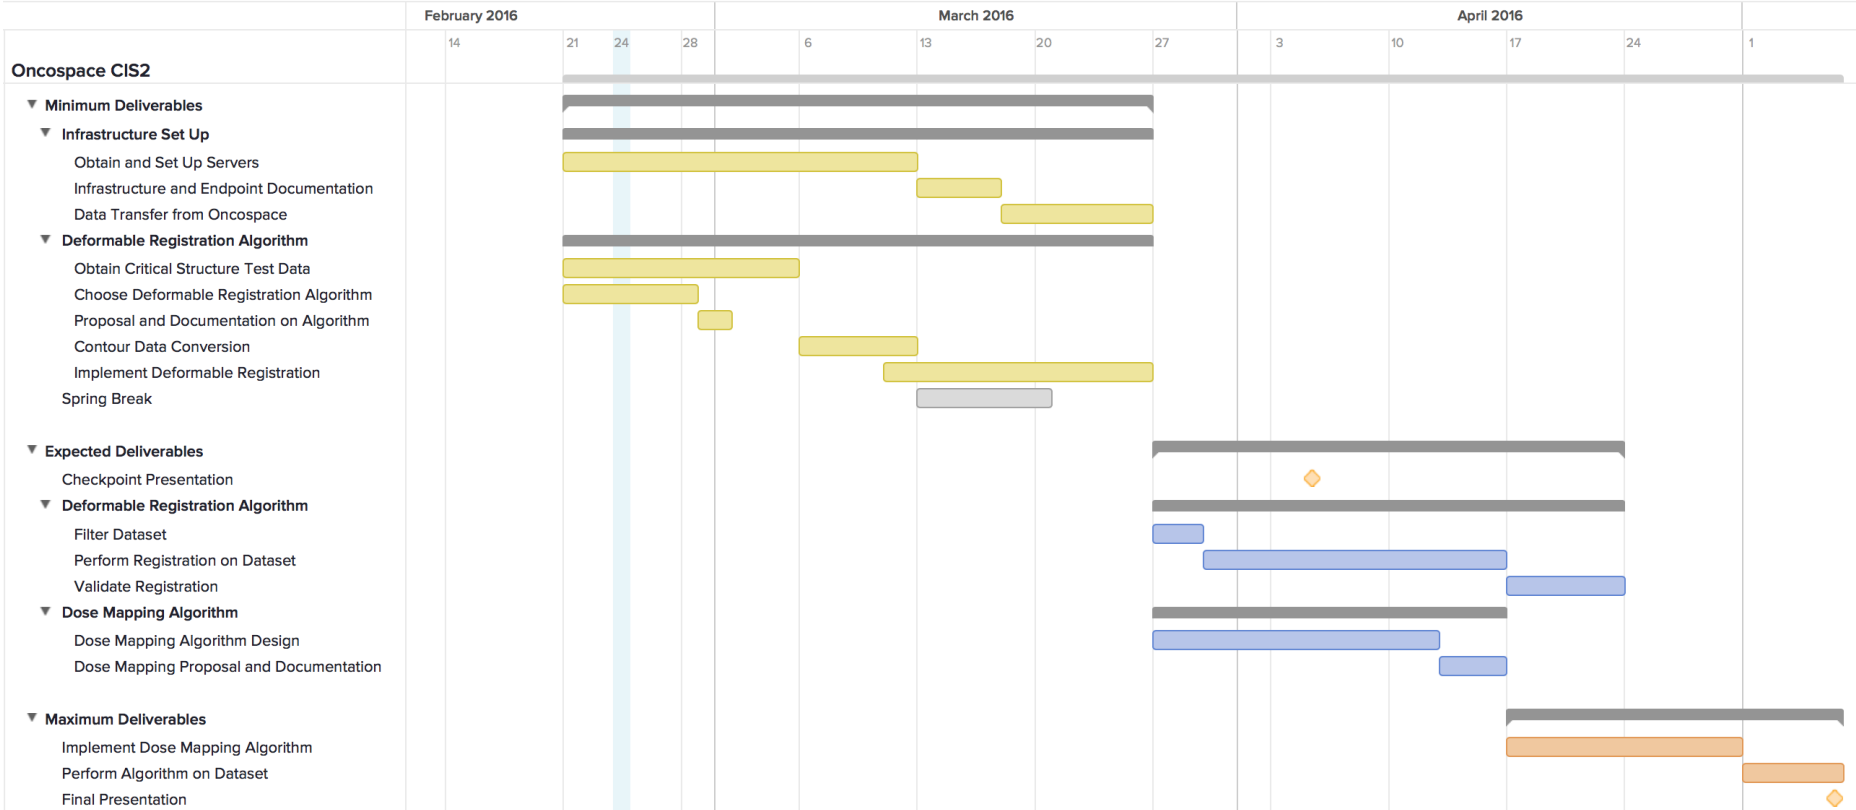 February 2016 March 2016 April 2016
14 21 24 28 6 13 20 27 3 10 17 24 1
Oncospace CIS2
Minimum Deliverables
Infrastructure Set Up
Obtain and Set Up Servers
Infrastructure and Endpoint Documentation
Data Transfer from Oncospace
Deformable Registration Algorithm
Obtain Critical Structure Test Data
Choose Deformable Registration Algorithm
Proposal and Documentation on Algorithm
Contour Data Conversion
Implement Deformable Registration
Spring Break
Expected Deliverables
Checkpoint Presentation
Deformable Registration Algorithm
Filter Dataset
Perform Registration on Dataset
Validate Registration
Dose Mapping Algorithm
Dose Mapping Algorithm Design
Dose Mapping Proposal and Documentation
Maximum Deliverables
Implement Dose Mapping Algorithm
Perform Algorithm on Dataset
Final Presentation